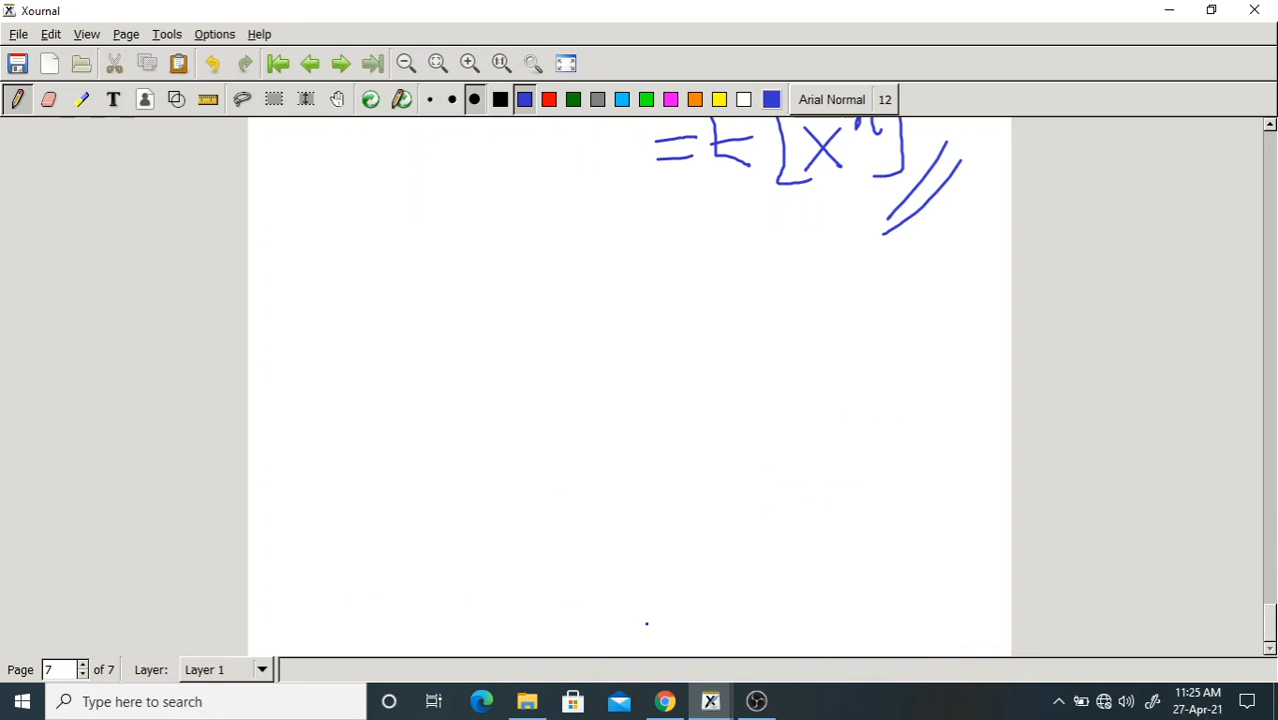 Xournal
File Edit View Page Tools Options Help
Arial Normal 12
= E [X^n]
Page 7 of 7 Layer: Layer 1
Type here to search
11:25 AM
27-Apr-21